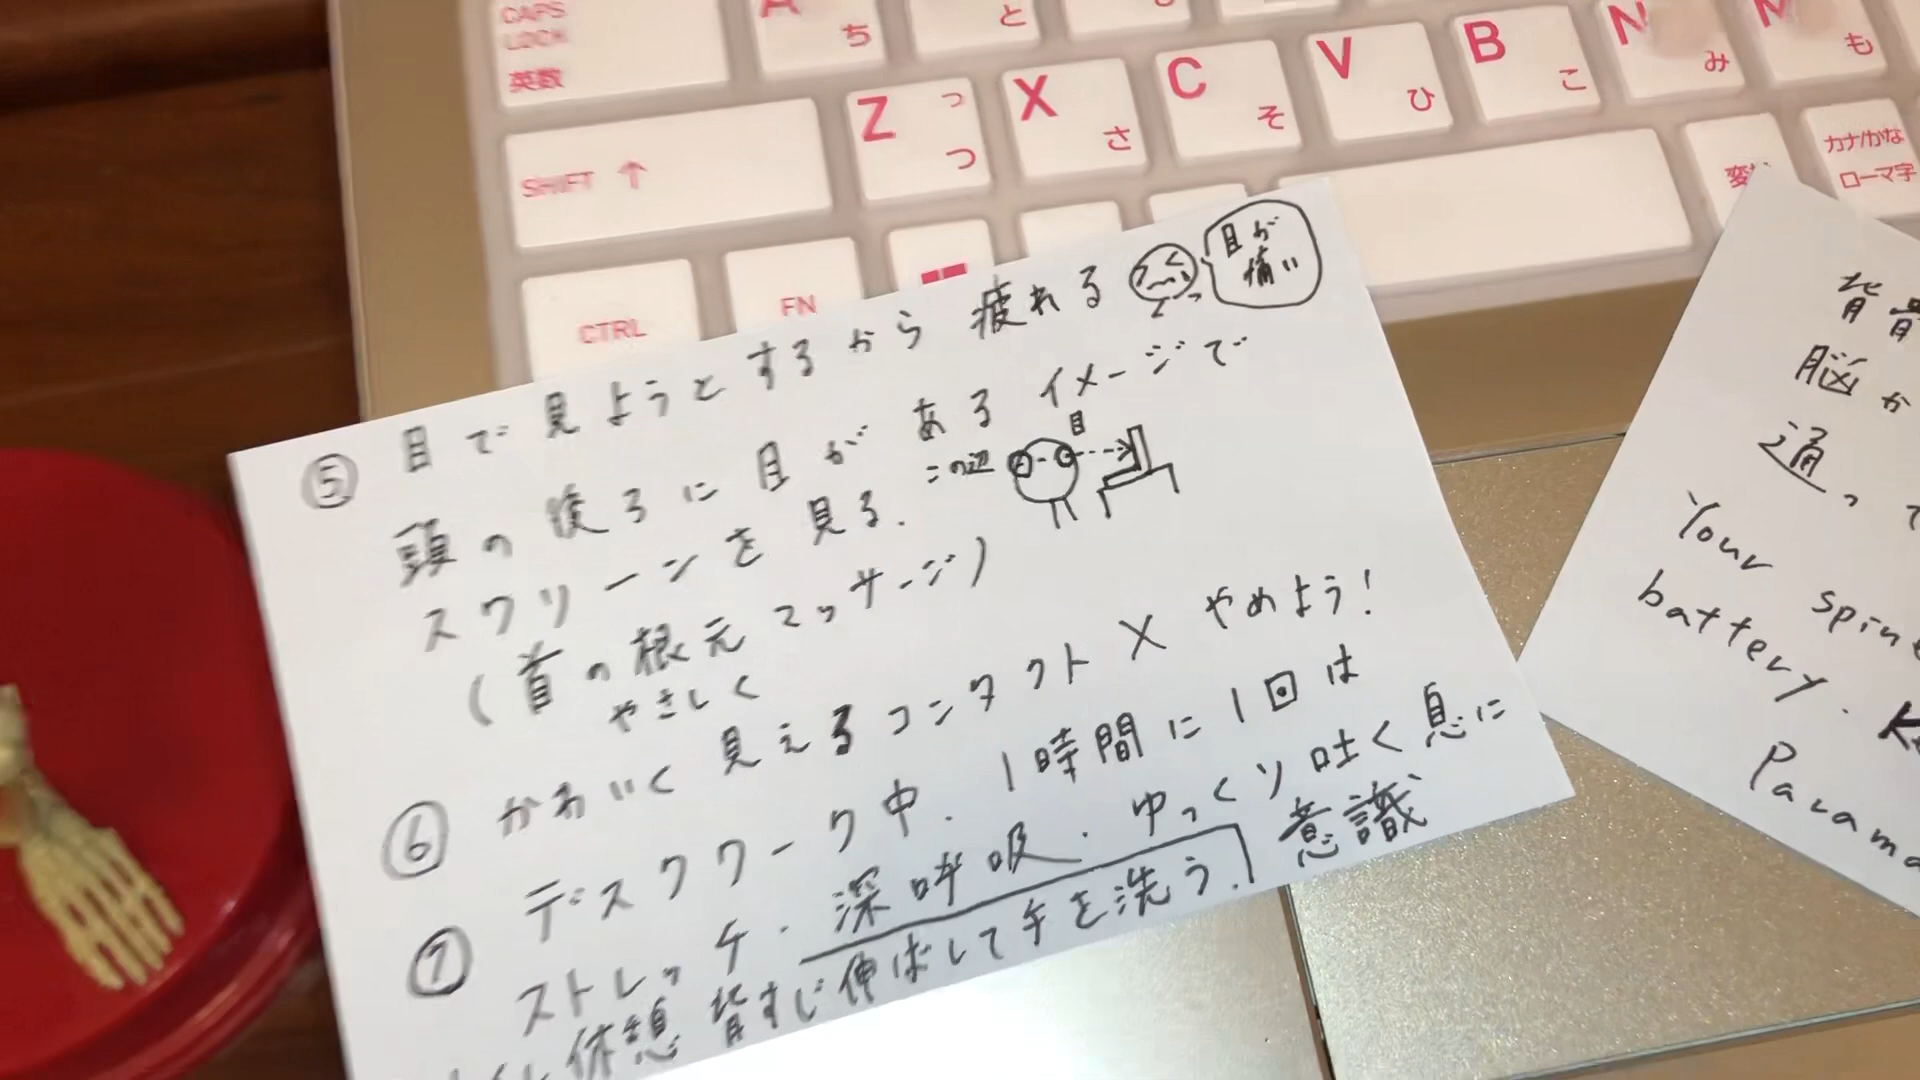 CAPS
LOCK
英数
A
ち
と
SHIFT ↑
Z
っ
つ
X
さ
C
そ
V
ひ
B
こ
N
み
M
も
カナ/かな
ローマ字
CTRL
FN
⑤ 目で見ようとするから疲れる
目が
痛い
頭の後ろに目があるイメージで
スクリーンを見る.
この辺
目
(首の根元マッサージ)
やさしく
⑥ かわいく見えるコンタクト X やめよう!
⑦ デスクワーク中. 1時間に1回は
ストレッチ. 深呼吸. ゆっくり吐く息に
意識
休憩 背すじ伸ばして手を洗う.
背骨
脳か
通って
Your spine
battery.
Parama